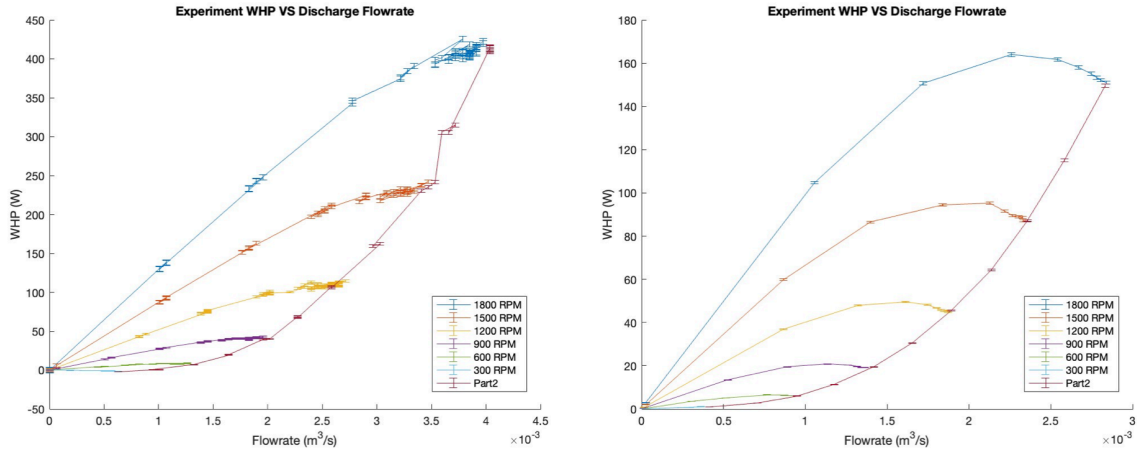 Experiment WHP VS Discharge Flowrate
450
400
350
300
250
200
150
100
50
0
-50
WHP (W)
0 0.5 1 1.5 2 2.5 3 3.5 4 4.5
Flowrate (m³/s)
×10⁻³
1800 RPM
1500 RPM
1200 RPM
900 RPM
600 RPM
300 RPM
Part2
Experiment WHP VS Discharge Flowrate
180
160
140
120
100
80
60
40
20
0
WHP (W)
0 0.5 1 1.5 2 2.5 3
Flowrate (m³/s)
×10⁻³
1800 RPM
1500 RPM
1200 RPM
900 RPM
600 RPM
300 RPM
Part2